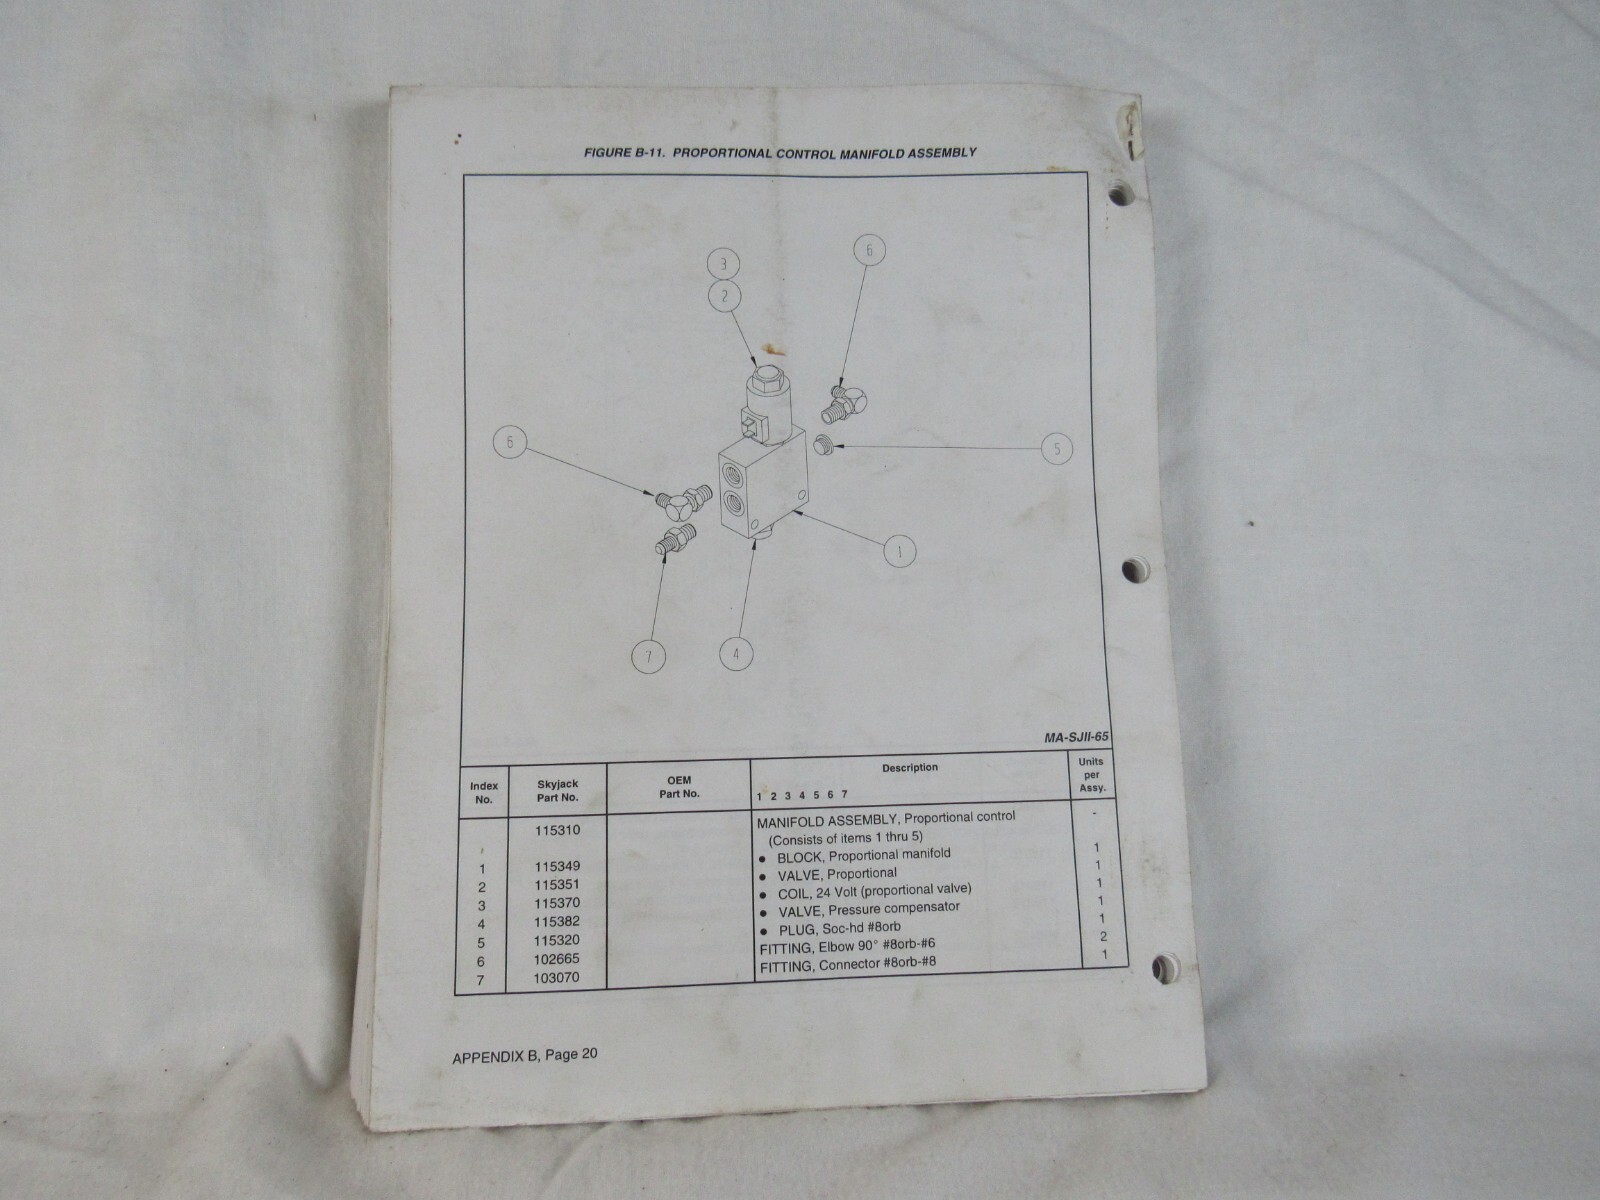 FIGURE B-11. PROPORTIONAL CONTROL MANIFOLD ASSEMBLY
3
6
2
6
5
1
7
4
MA-SJII-65
Index No. Skyjack Part No. OEM Part No. Description 1 2 3 4 5 6 7 Units per Assy.
115310 MANIFOLD ASSEMBLY, Proportional control -
(Consists of items 1 thru 5)
1 115349 ● BLOCK, Proportional manifold 1
2 115351 ● VALVE, Proportional 1
3 115370 ● COIL, 24 Volt (proportional valve) 1
4 115382 ● VALVE, Pressure compensator 1
5 115320 ● PLUG, Soc-hd #8orb 1
6 102665 FITTING, Elbow 90° #8orb-#6 2
7 103070 FITTING, Connector #8orb-#8 1
APPENDIX B, Page 20